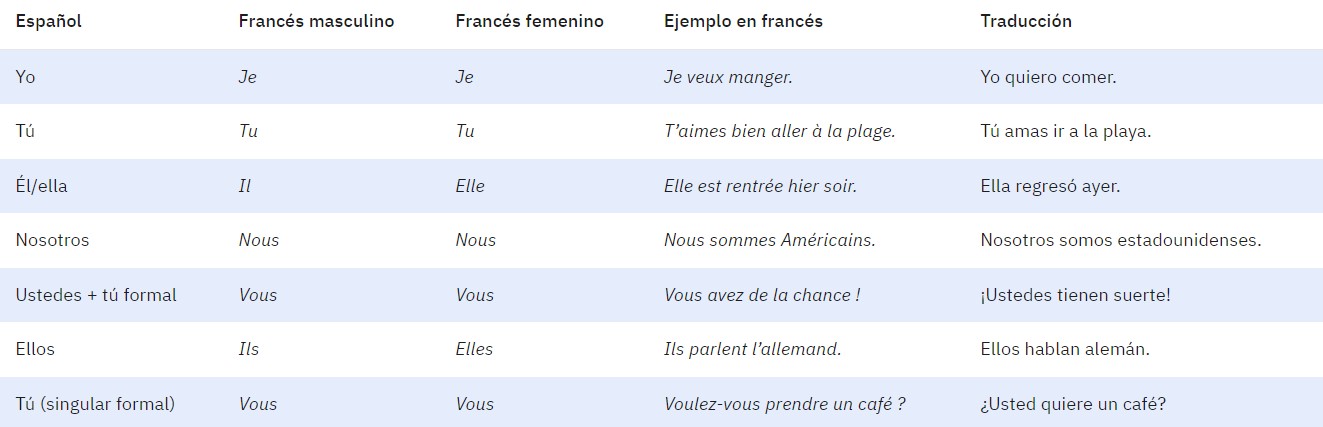 Español Francés masculino Francés femenino Ejemplo en francés Traducción
Yo Je Je Je veux manger. Yo quiero comer.
Tú Tu Tu T’aimes bien aller à la plage. Tú amas ir a la playa.
Él/ella Il Elle Elle est rentrée hier soir. Ella regresó ayer.
Nosotros Nous Nous Nous sommes Américains. Nosotros somos estadounidenses.
Ustedes + tú formal Vous Vous Vous avez de la chance ! ¡Ustedes tienen suerte!
Ellos Ils Elles Ils parlent l’allemand. Ellos hablan alemán.
Tú (singular formal) Vous Vous Voulez-vous prendre un café ? ¿Usted quiere un café?